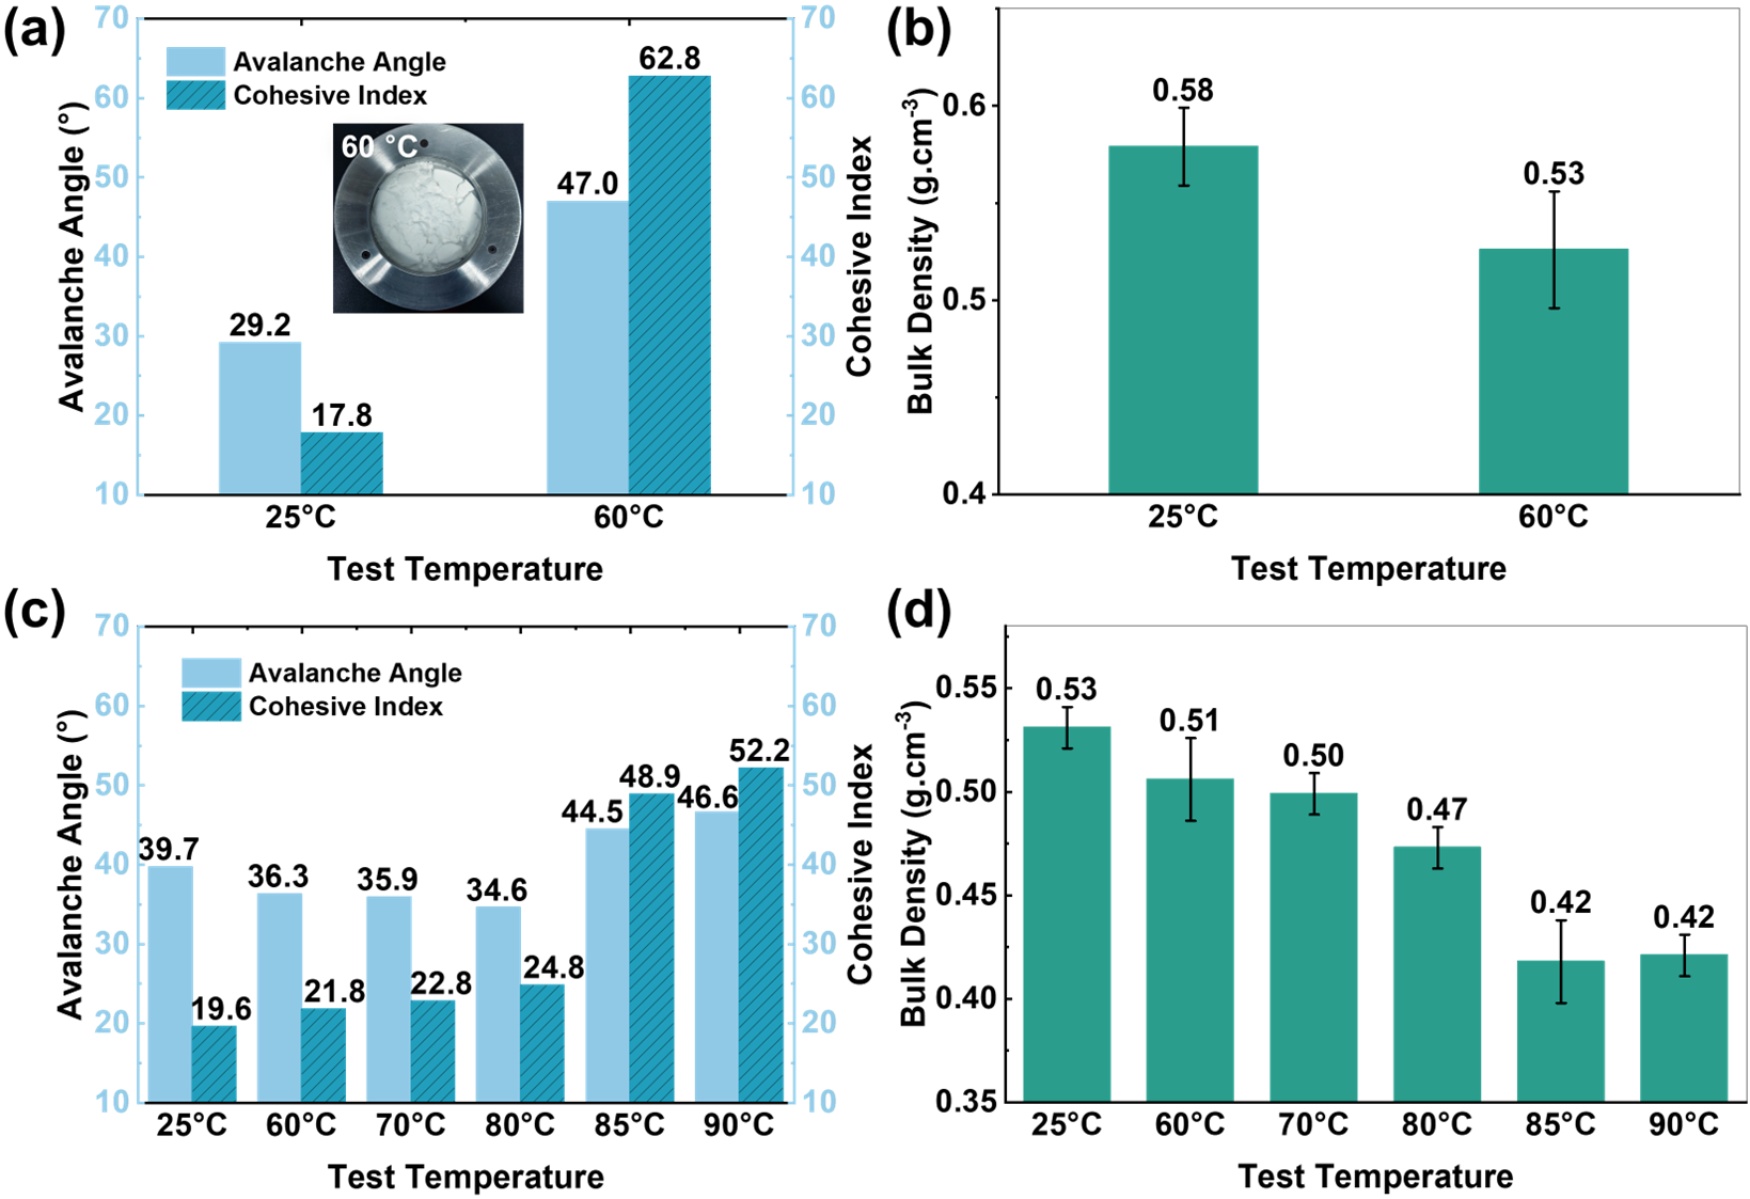 (a)
70
60
50
40
30
20
10
Avalanche Angle (°)
Avalanche Angle
Cohesive Index
60 °C
29.2
17.8
47.0
62.8
25°C
60°C
Test Temperature
70
60
50
40
30
20
10
Cohesive Index
(b)
0.6
0.5
0.4
Bulk Density (g.cm-3)
0.58
0.53
25°C
60°C
Test Temperature
(c)
70
60
50
40
30
20
10
Avalanche Angle (°)
Avalanche Angle
Cohesive Index
39.7
19.6
36.3
21.8
35.9
22.8
34.6
24.8
44.5
48.9
46.6
52.2
25°C
60°C
70°C
80°C
85°C
90°C
Test Temperature
70
60
50
40
30
20
10
Cohesive Index
(d)
0.55
0.50
0.45
0.40
0.35
Bulk Density (g.cm-3)
0.53
0.51
0.50
0.47
0.42
0.42
25°C
60°C
70°C
80°C
85°C
90°C
Test Temperature